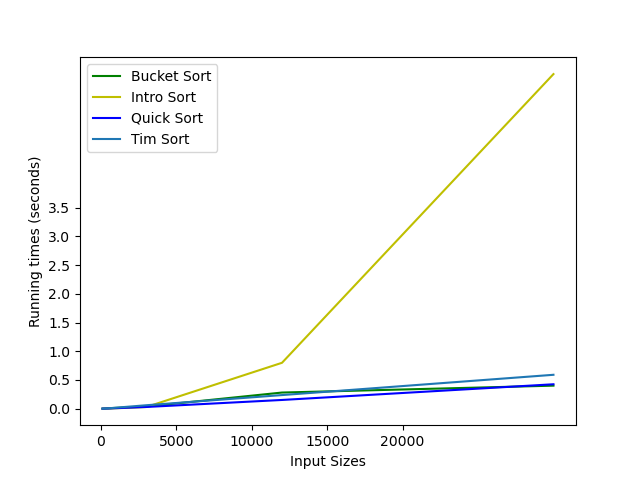 Bucket Sort
Intro Sort
Quick Sort
Tim Sort
Running times (seconds)
3.5
3.0
2.5
2.0
1.5
1.0
0.5
0.0
0 5000 10000 15000 20000
Input Sizes